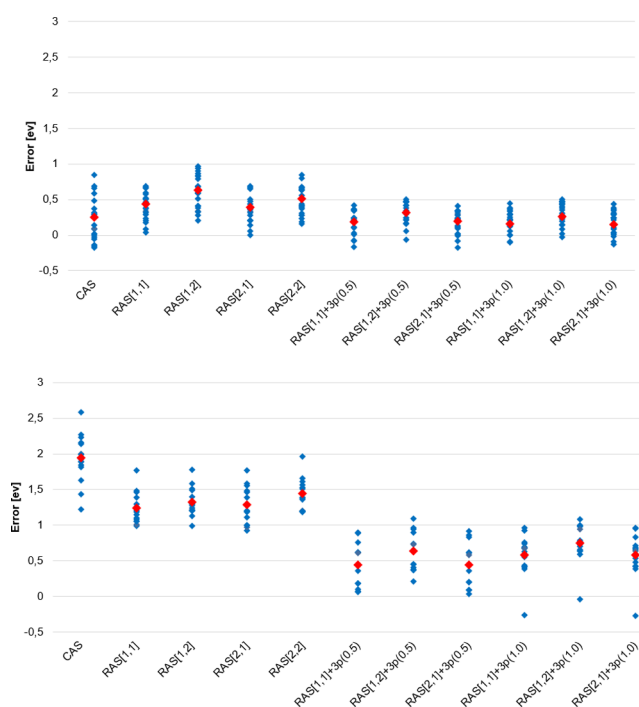 3
2,5
2
1,5
1
0,5
0
-0,5
Error [ev]
CAS
RAS[1,1]
RAS[1,2]
RAS[2,1]
RAS[2,2]
RAS[1,1]+3p(0.5)
RAS[1,2]+3p(0.5)
RAS[2,1]+3p(0.5)
RAS[1,1]+3p(1.0)
RAS[1,2]+3p(1.0)
RAS[2,1]+3p(1.0)
3
2,5
2
1,5
1
0,5
0
-0,5
Error [ev]
CAS
RAS[1,1]
RAS[1,2]
RAS[2,1]
RAS[2,2]
RAS[1,1]+3p(0.5)
RAS[1,2]+3p(0.5)
RAS[2,1]+3p(0.5)
RAS[1,1]+3p(1.0)
RAS[1,2]+3p(1.0)
RAS[2,1]+3p(1.0)